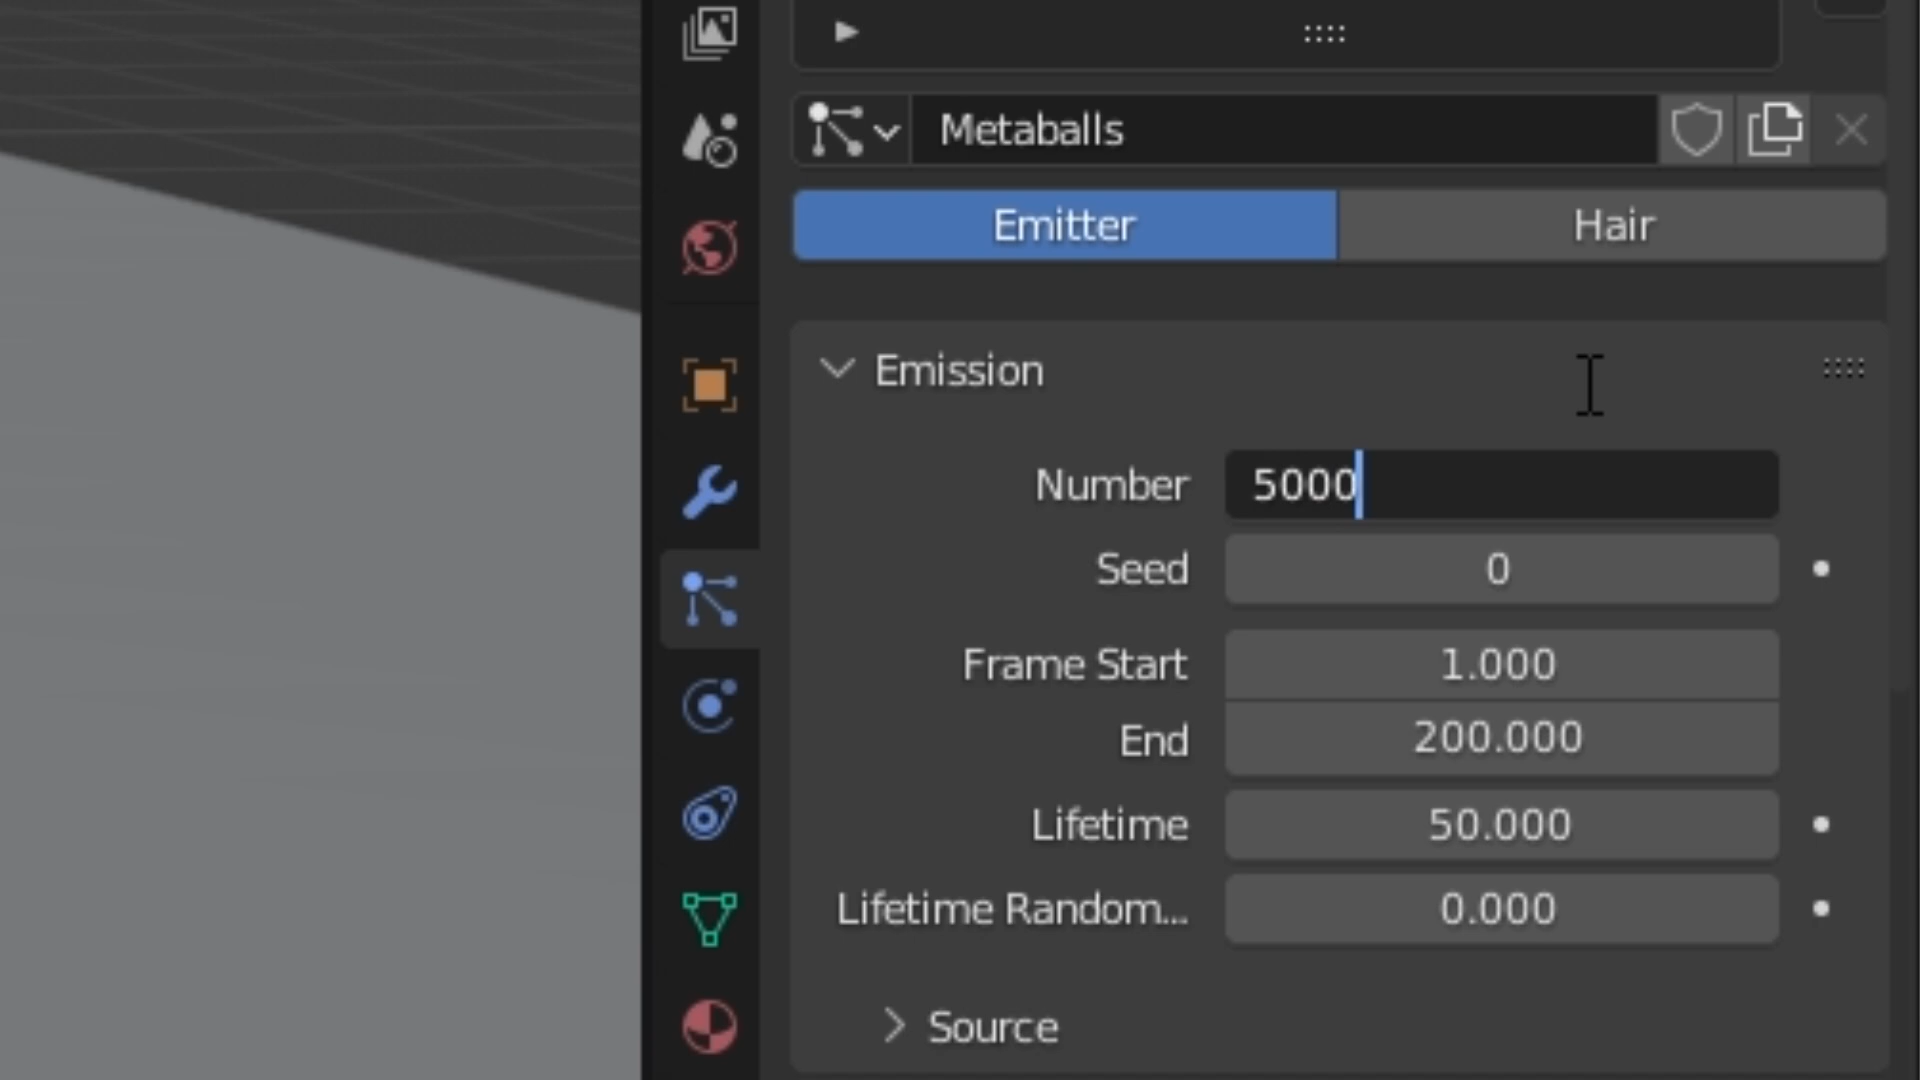 Metaballs
Emitter Hair
Emission
Number 5000
Seed 0
Frame Start 1.000
End 200.000
Lifetime 50.000
Lifetime Random... 0.000
Source